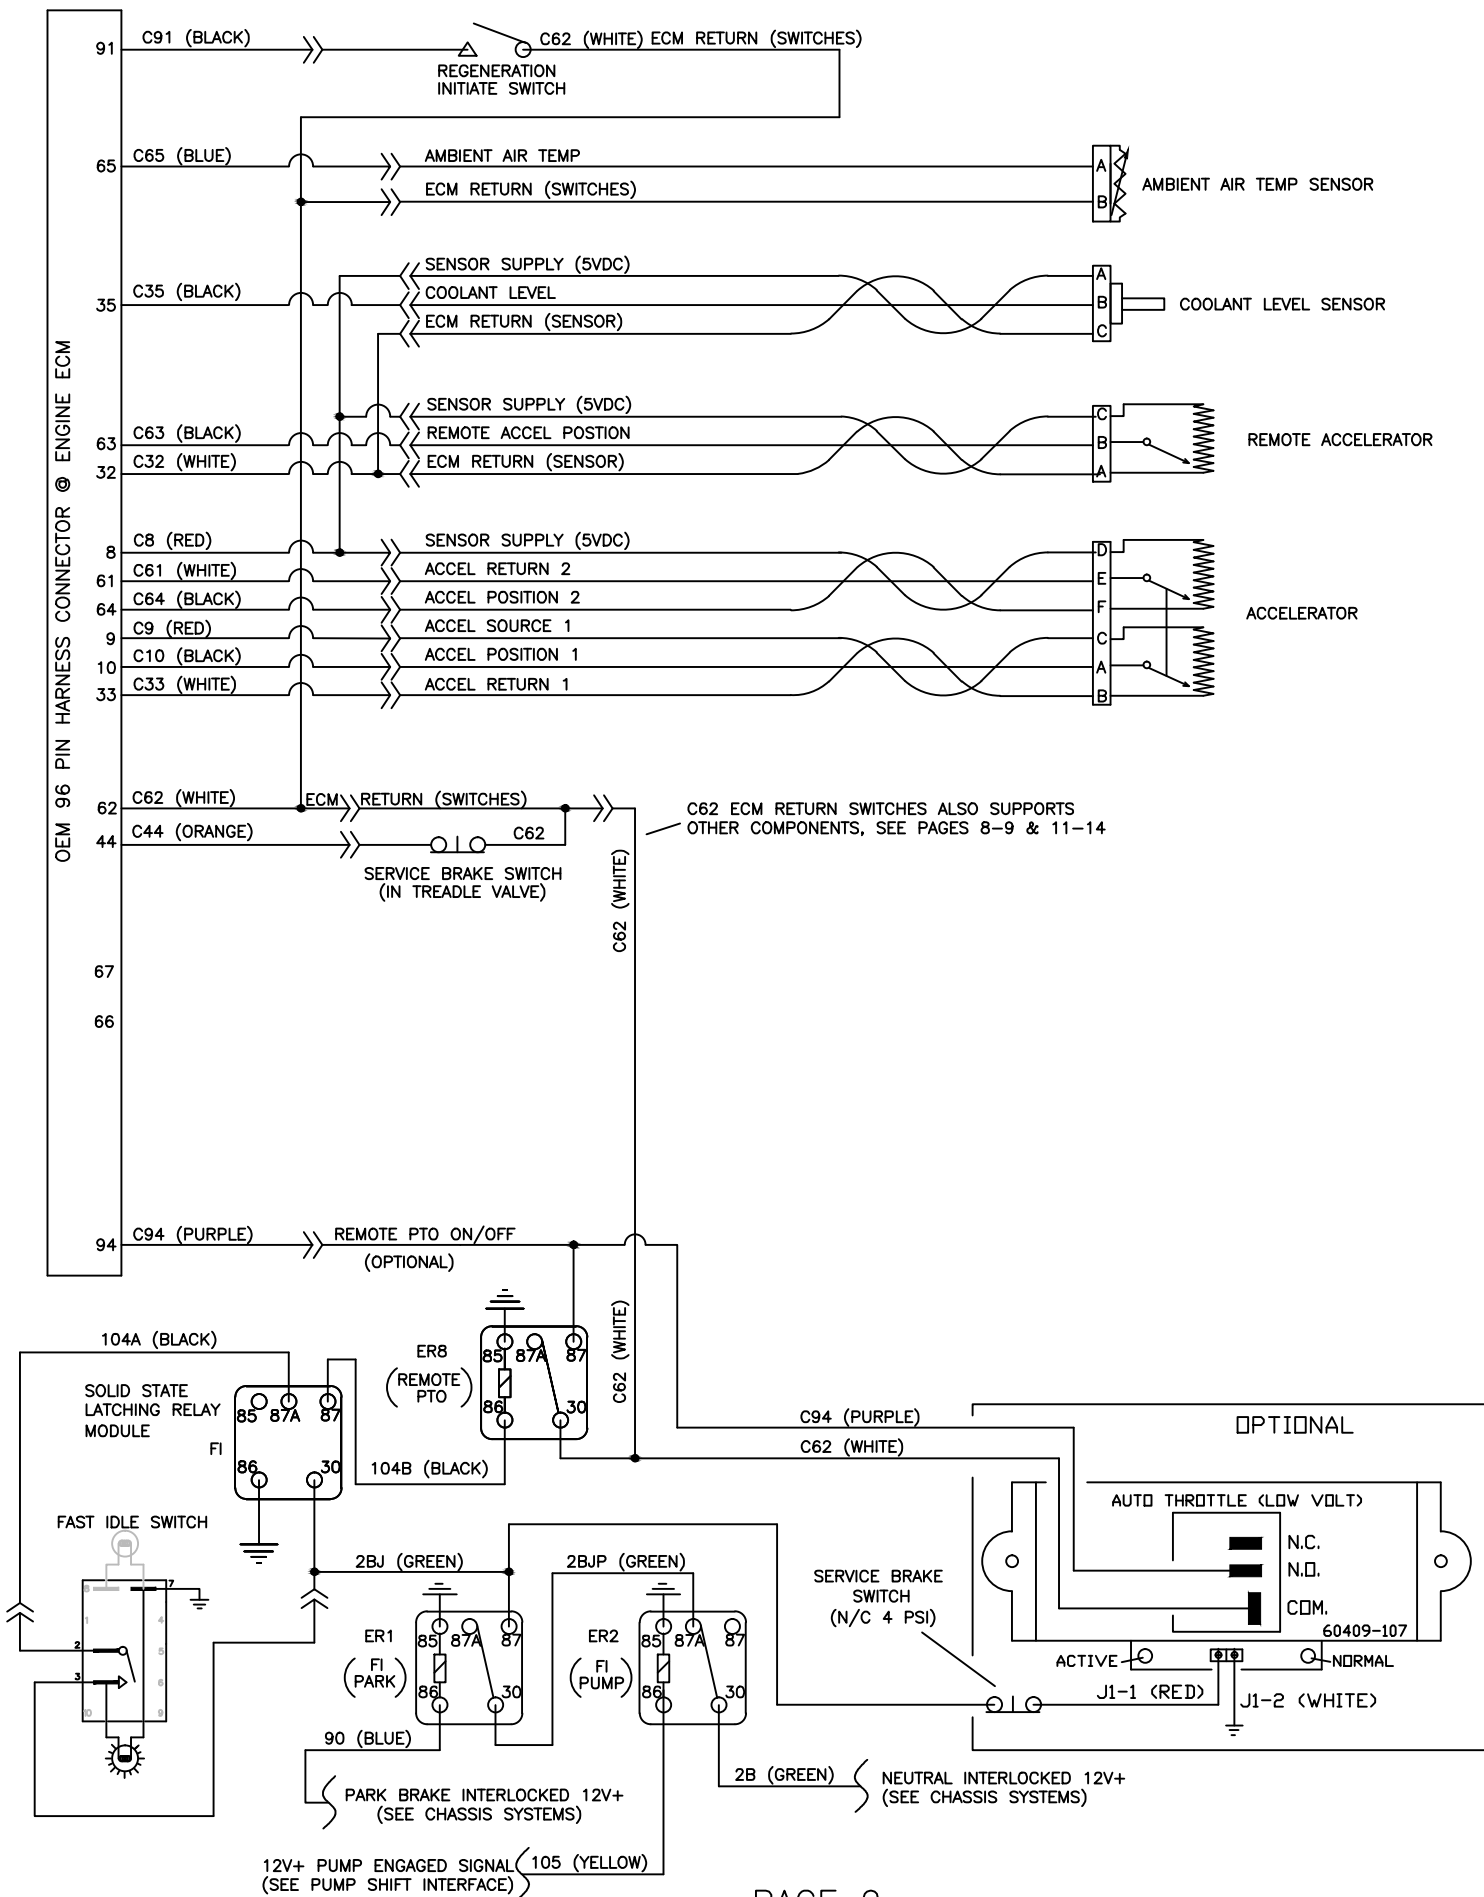 91
C91 (BLACK)
C62 (WHITE) ECM RETURN (SWITCHES)
REGENERATION
INITIATE SWITCH
65
C65 (BLUE)
AMBIENT AIR TEMP
A
ECM RETURN (SWITCHES)
B
AMBIENT AIR TEMP SENSOR
SENSOR SUPPLY (5VDC)
A
35
C35 (BLACK)
COOLANT LEVEL
B
COOLANT LEVEL SENSOR
ECM RETURN (SENSOR)
C
OEM 96 PIN HARNESS CONNECTOR @ ENGINE ECM
SENSOR SUPPLY (5VDC)
C
63
C63 (BLACK)
REMOTE ACCEL POSTION
B
REMOTE ACCELERATOR
32
C32 (WHITE)
ECM RETURN (SENSOR)
A
8
C8 (RED)
SENSOR SUPPLY (5VDC)
D
61
C61 (WHITE)
ACCEL RETURN 2
E
64
C64 (BLACK)
ACCEL POSITION 2
F
ACCELERATOR
9
C9 (RED)
ACCEL SOURCE 1
C
10
C10 (BLACK)
ACCEL POSITION 1
A
33
C33 (WHITE)
ACCEL RETURN 1
B
62
C62 (WHITE)
ECM RETURN (SWITCHES)
44
C44 (ORANGE)
C62
SERVICE BRAKE SWITCH
(IN TREADLE VALVE)
C62 ECM RETURN SWITCHES ALSO SUPPORTS
OTHER COMPONENTS, SEE PAGES 8-9 & 11-14
C62 (WHITE)
67
66
94
C94 (PURPLE)
REMOTE PTO ON/OFF
(OPTIONAL)
C62 (WHITE)
104A (BLACK)
SOLID STATE
LATCHING RELAY
MODULE
FI
85
87A
87
86
30
ER8
(REMOTE
PTO)
85
87A
87
86
30
104B (BLACK)
C94 (PURPLE)
C62 (WHITE)
OPTIONAL
AUTO THROTTLE (LOW VOLT)
N.C.
N.O.
COM.
60409-107
ACTIVE
NORMAL
J1-1 (RED)
J1-2 (WHITE)
SERVICE BRAKE
SWITCH
(N/C 4 PSI)
FAST IDLE SWITCH
8
7
1
4
2
5
3
6
10
9
2BJ (GREEN)
2BJP (GREEN)
ER1
(FI
PARK)
85
87A
87
86
30
ER2
(FI
PUMP)
85
87A
87
86
30
90 (BLUE)
PARK BRAKE INTERLOCKED 12V+
(SEE CHASSIS SYSTEMS)
2B (GREEN)
NEUTRAL INTERLOCKED 12V+
(SEE CHASSIS SYSTEMS)
12V+ PUMP ENGAGED SIGNAL
(SEE PUMP SHIFT INTERFACE)
105 (YELLOW)